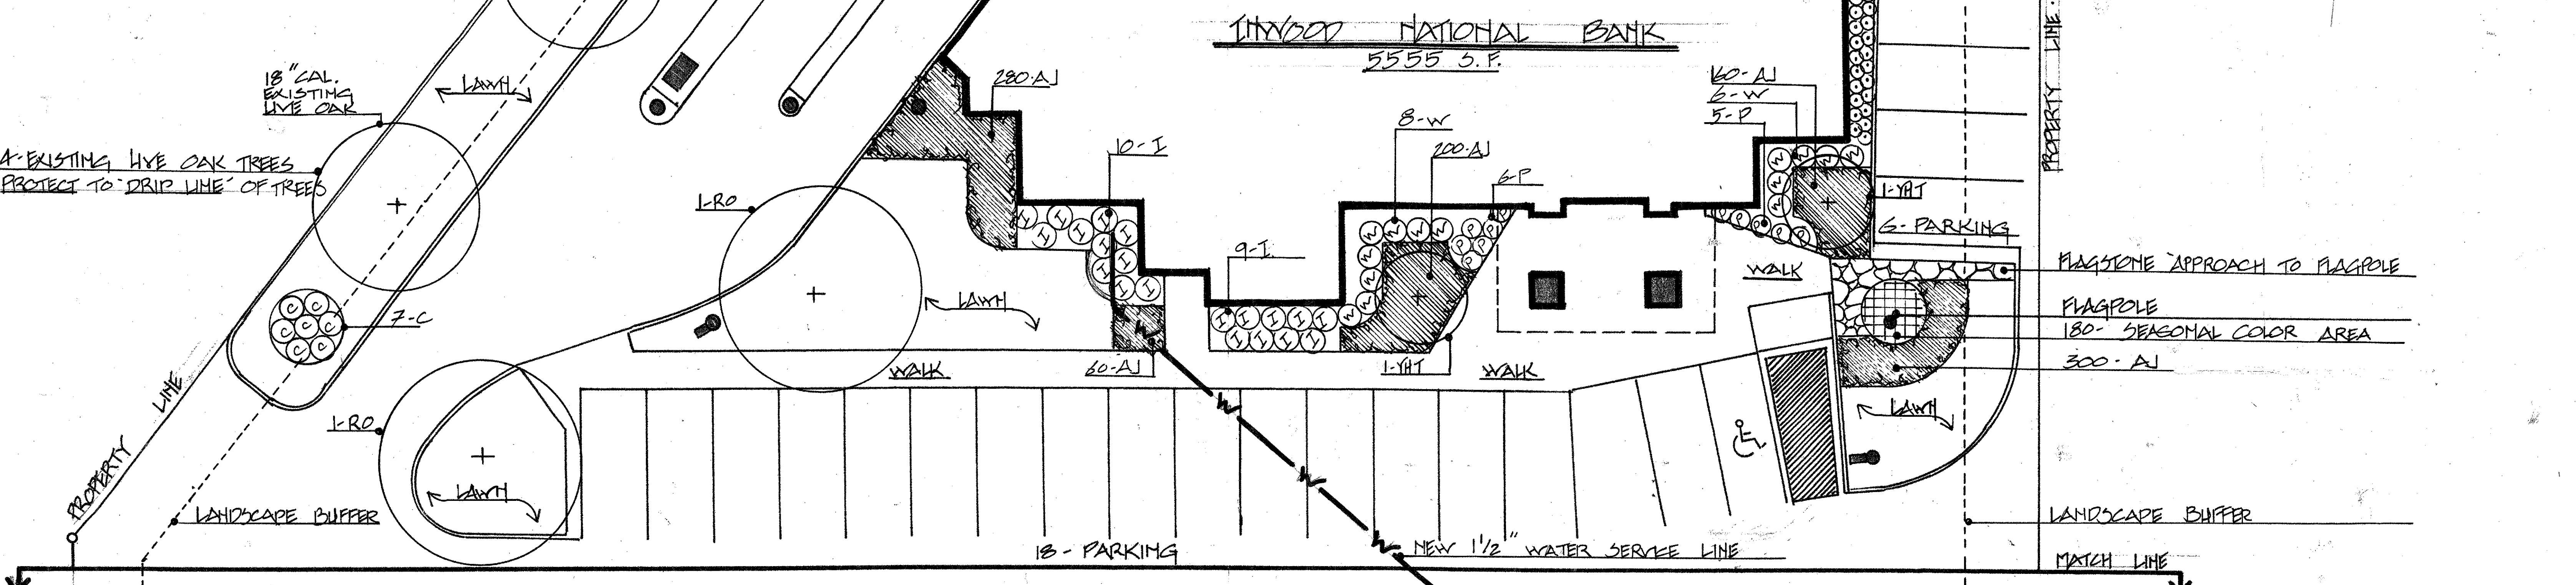 INWOOD NATIONAL BANK
5555 S.F.
18" CAL.
EXISTING
LIVE OAK
LAWN
280-AJ
160-AJ
6-W
5-P
PROPERTY LINE
4-EXISTING LIVE OAK TREES
PROTECT TO "DRIP LINE" OF TREES
10-I
8-W
200-AJ
6-P
1-YHT
1-RO
6-PARKING
9-I
WALK
FLAGSTONE APPROACH TO FLAGPOLE
LAWN
7-C
FLAGPOLE
180- SEASONAL COLOR AREA
300-AJ
60-AJ
WALK
1-YHT
WALK
PROPERTY LINE
1-RO
LAWN
LAWN
LANDSCAPE BUFFER
LANDSCAPE BUFFER
18-PARKING
NEW 1 1/2" WATER SERVICE LINE
MATCH LINE
I I I I I I I I I I
I I I I I I I I I
W W W W W W W W
P P P P P P
W W W W W W
P P P P P
C C C C C C C
W W W W